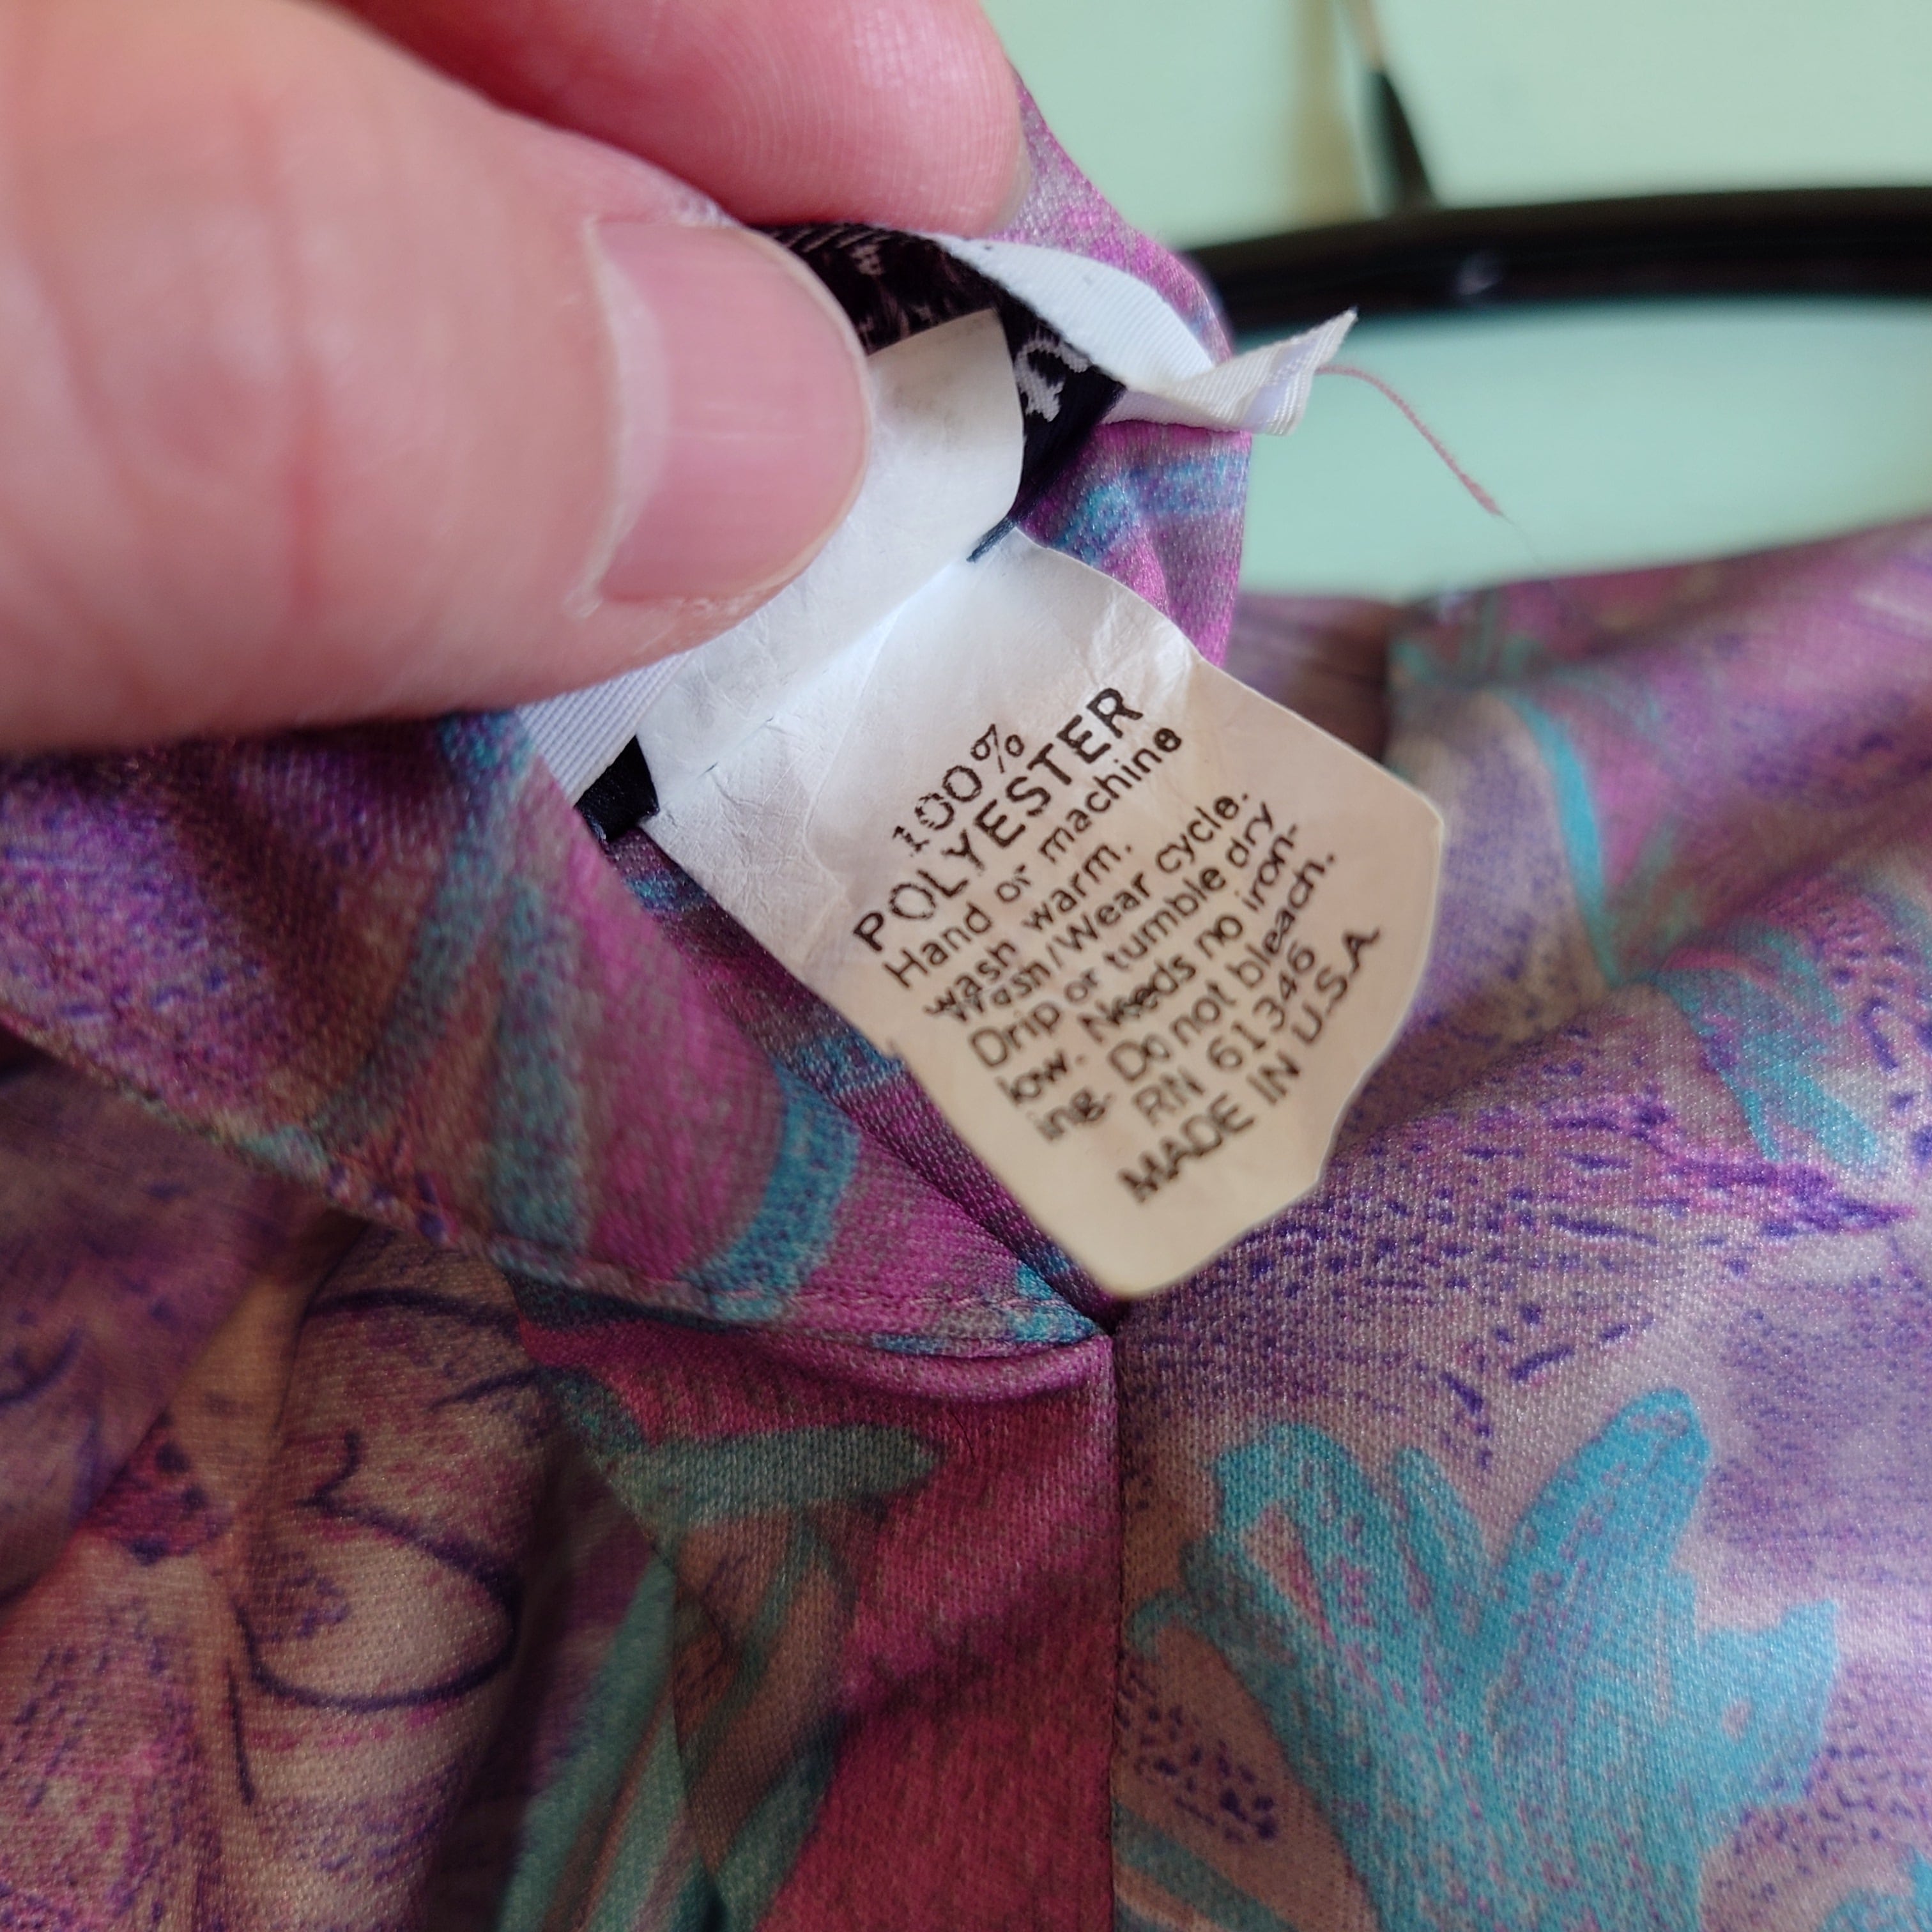 100%
POLYESTER
Hand or machine
wash warm.
Wash/Wear cycle.
Drip or tumble dry
low. Needs no iron-
ing. Do not bleach.
RN 61346
MADE IN U.S.A